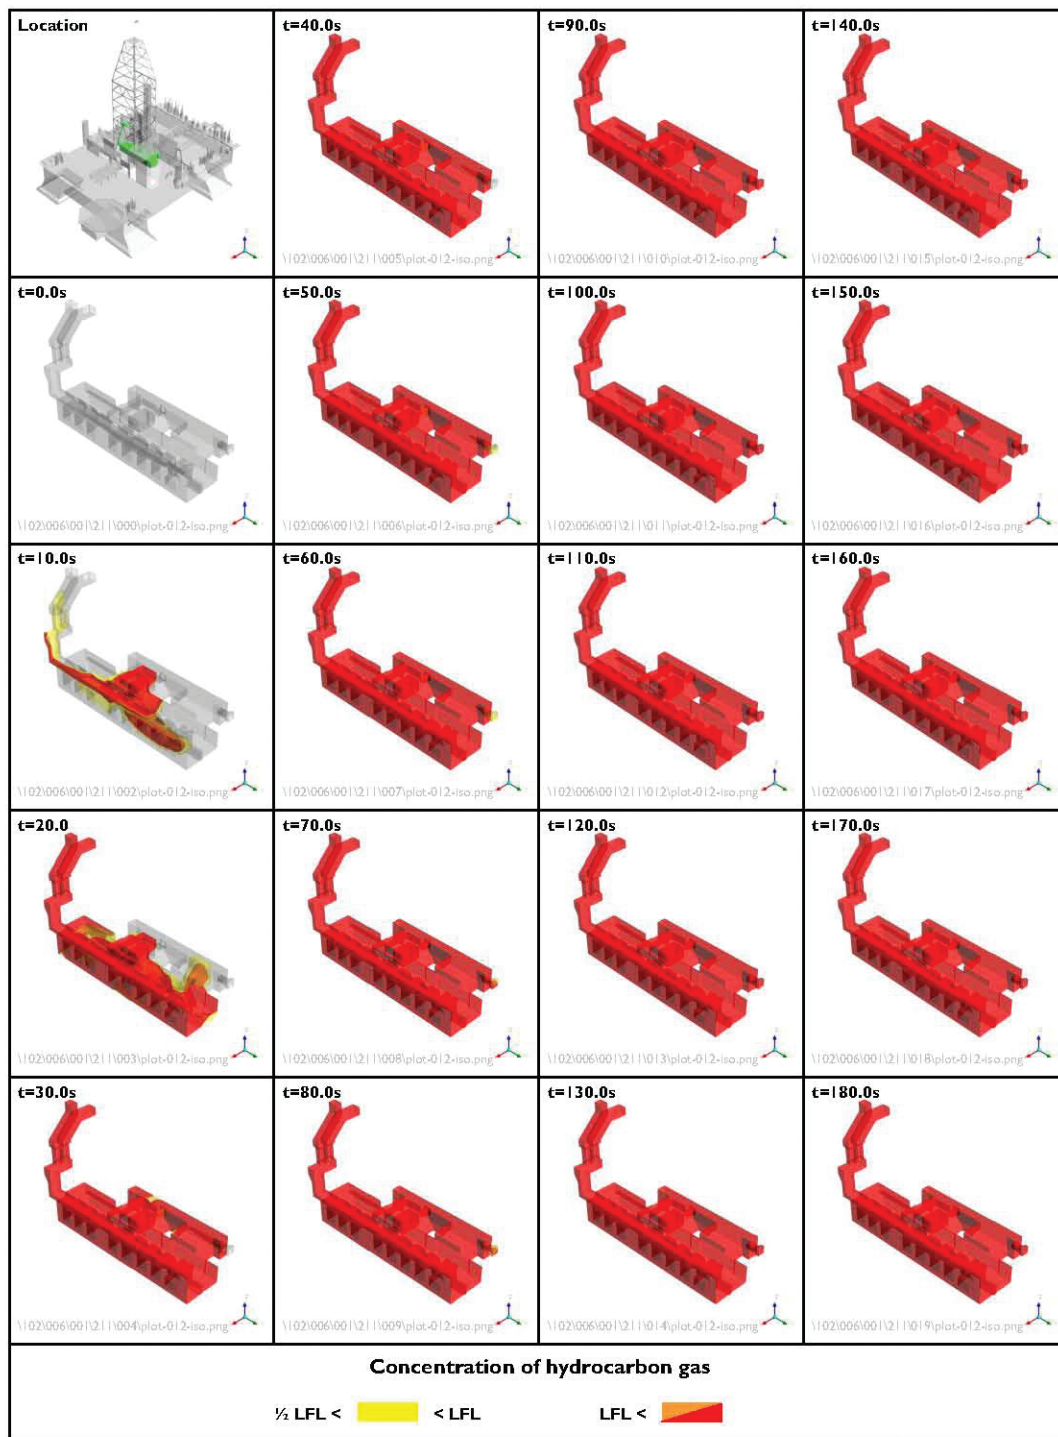 Location
t=40.0s
t=90.0s
t=140.0s
\102\006\001\211\005\plot-012-iso.png
\102\006\001\211\010\plot-012-iso.png
\102\006\001\211\015\plot-012-iso.png
t=0.0s
t=50.0s
t=100.0s
t=150.0s
\102\006\001\211\000\plot-012-iso.png
\102\006\001\211\006\plot-012-iso.png
\102\006\001\211\011\plot-012-iso.png
\102\006\001\211\016\plot-012-iso.png
t=10.0s
t=60.0s
t=110.0s
t=160.0s
\102\006\001\211\002\plot-012-iso.png
\102\006\001\211\007\plot-012-iso.png
\102\006\001\211\012\plot-012-iso.png
\102\006\001\211\017\plot-012-iso.png
t=20.0
t=70.0s
t=120.0s
t=170.0s
\102\006\001\211\003\plot-012-iso.png
\102\006\001\211\008\plot-012-iso.png
\102\006\001\211\013\plot-012-iso.png
\102\006\001\211\018\plot-012-iso.png
t=30.0s
t=80.0s
t=130.0s
t=180.0s
\102\006\001\211\004\plot-012-iso.png
\102\006\001\211\009\plot-012-iso.png
\102\006\001\211\014\plot-012-iso.png
\102\006\001\211\019\plot-012-iso.png
Concentration of hydrocarbon gas
½ LFL < < LFL LFL <